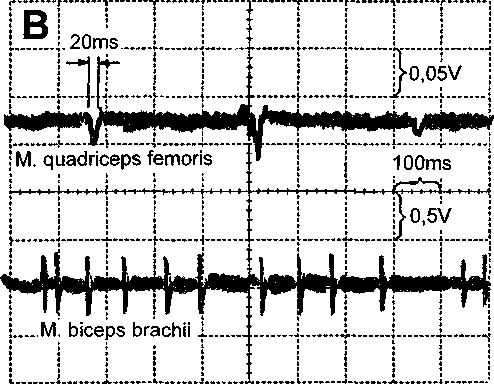 B
20ms
0,05V
M. quadriceps femoris
100ms
0,5V
M. biceps brachii